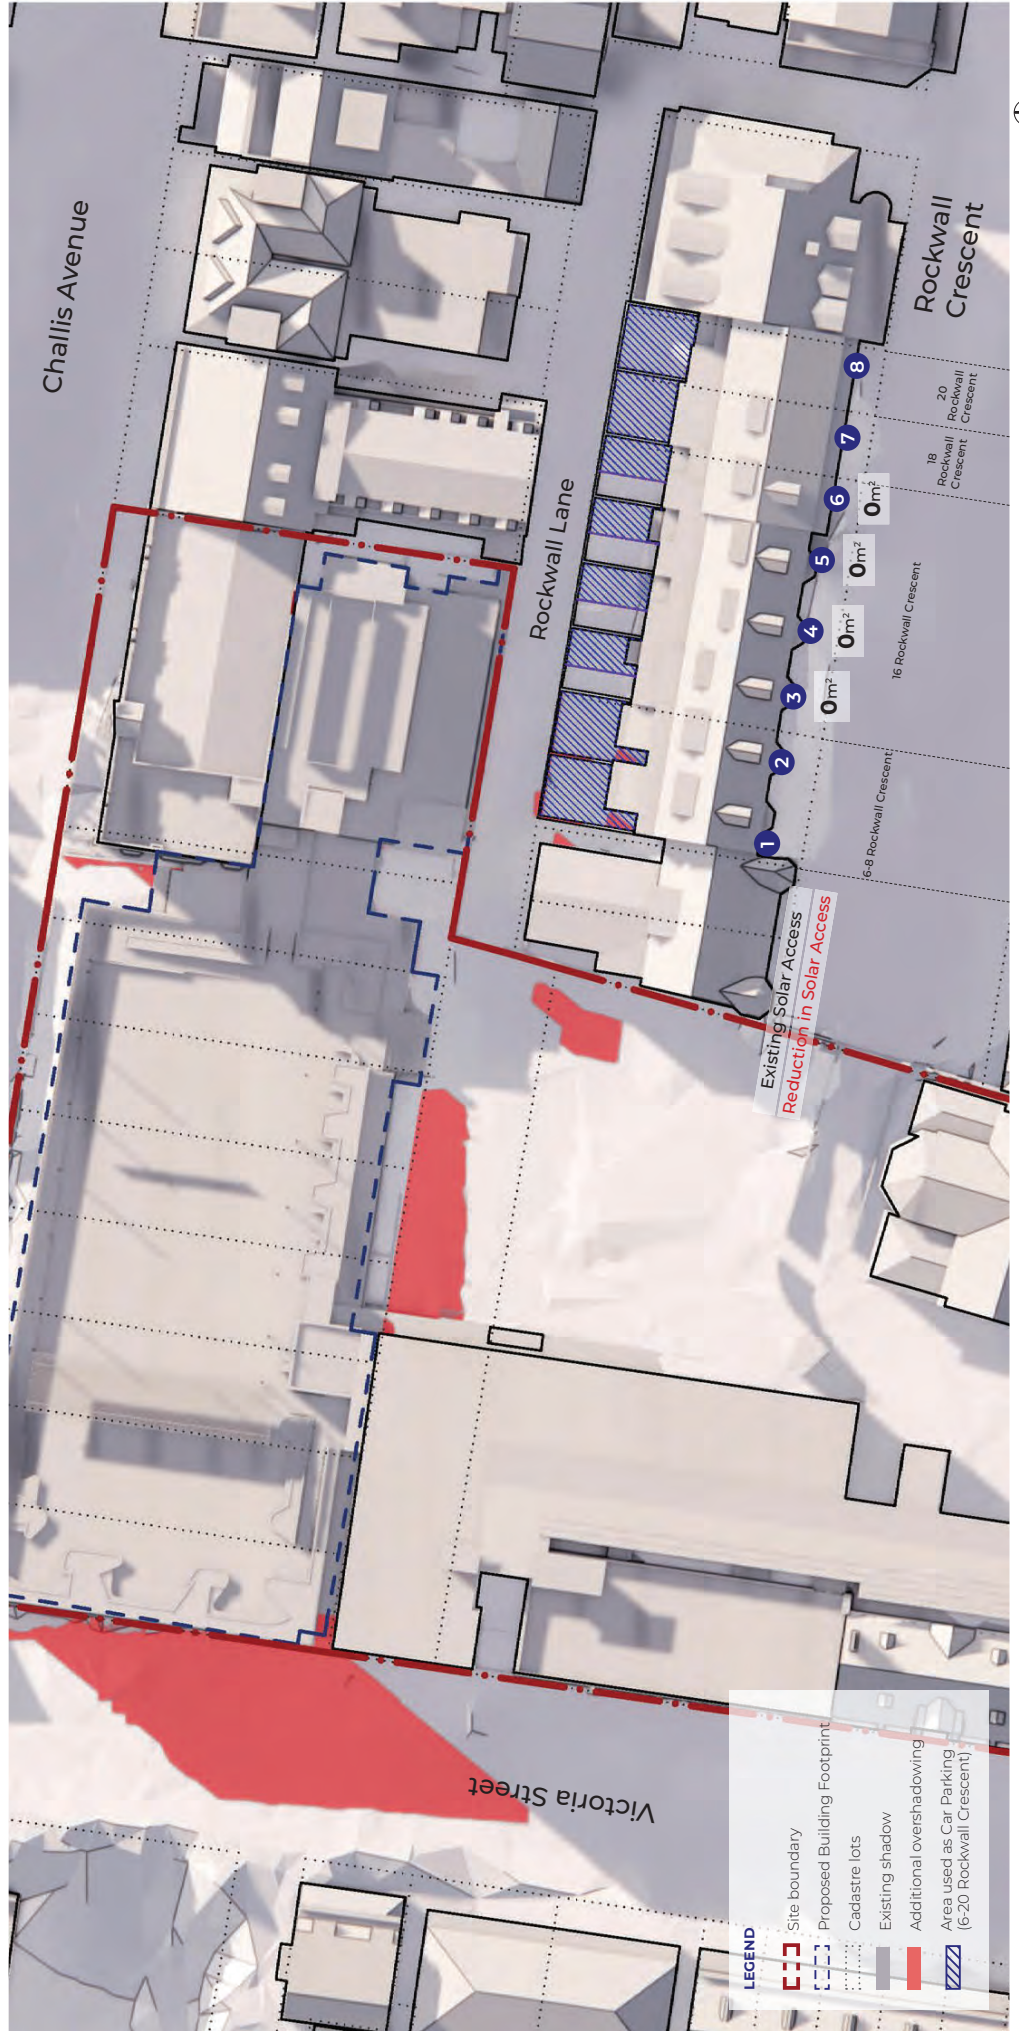 Challis Avenue
Rockwall Lane
Rockwall
Crescent
Victoria Street
1
2
3
4
5
6
7
8
0m²
0m²
0m²
0m²
6-8 Rockwall Crescent
16 Rockwall Crescent
18
Rockwall
Crescent
20
Rockwall
Crescent
Existing Solar Access
Reduction in Solar Access
LEGEND
Site boundary
Proposed Building Footprint
Cadastre lots
Existing shadow
Additional overshadowing
Area used as Car Parking
(6-20 Rockwall Crescent)